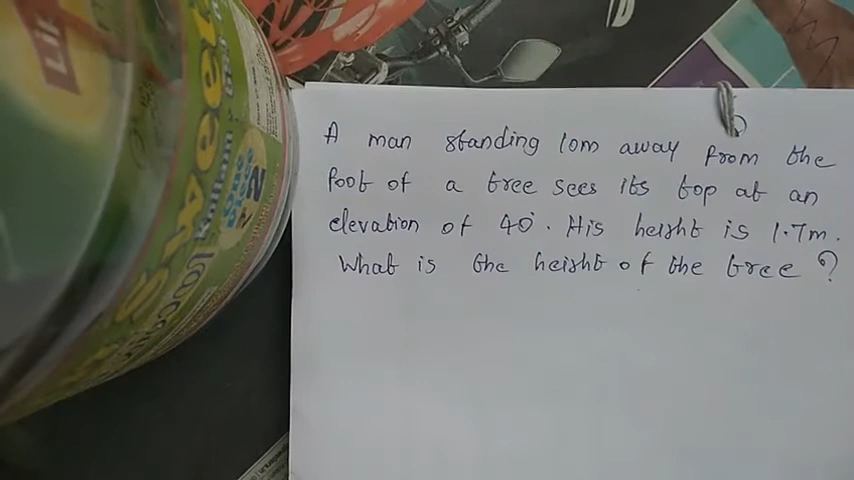 A man standing 10m away from the
foot of a tree sees its top at an
elevation of 40°. His height is 1.7m.
What is the height of the tree ?
SWEET